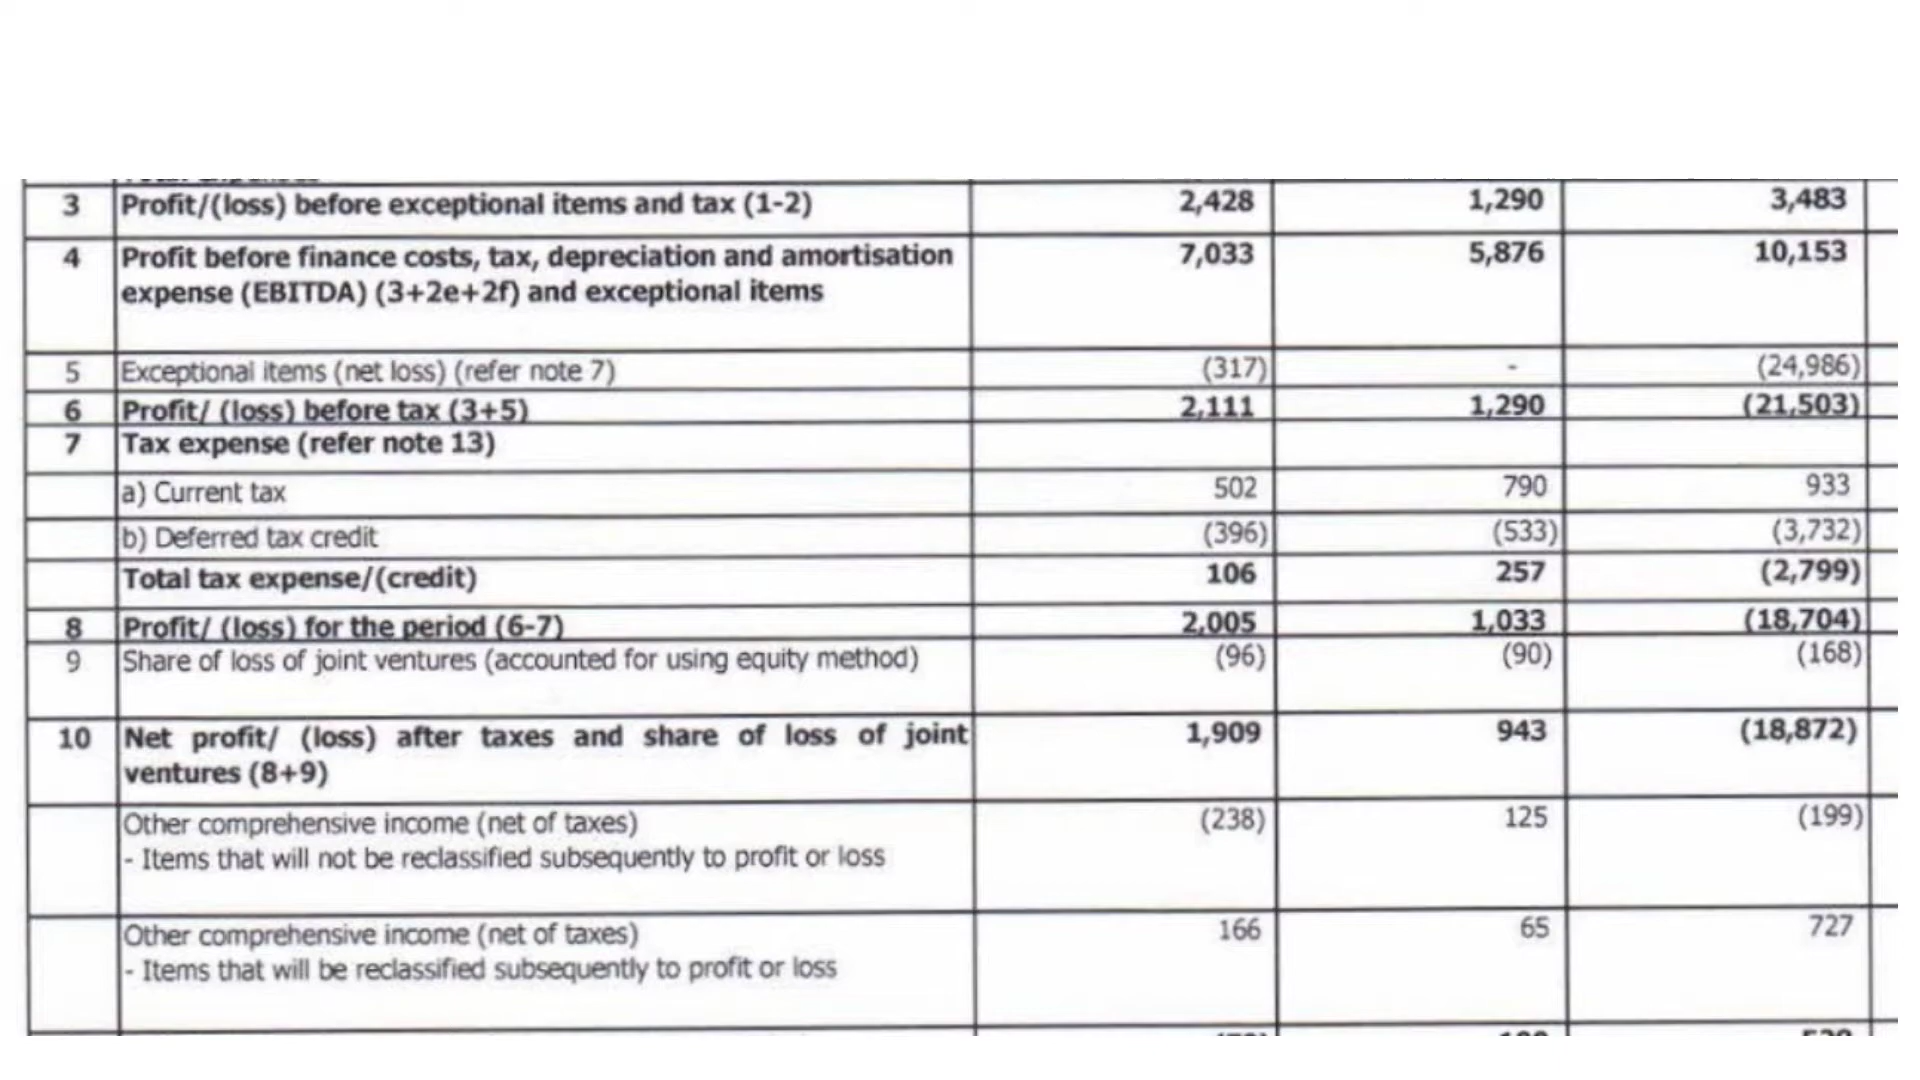 3 Profit/(loss) before exceptional items and tax (1-2) 2,428 1,290 3,483
4 Profit before finance costs, tax, depreciation and amortisation 7,033 5,876 10,153
expense (EBITDA) (3+2e+2f) and exceptional items
5 Exceptional items (net loss) (refer note 7) (317) - (24,986)
6 Profit/ (loss) before tax (3+5) 2,111 1,290 (21,503)
7 Tax expense (refer note 13)
a) Current tax 502 790 933
b) Deferred tax credit (396) (533) (3,732)
Total tax expense/(credit) 106 257 (2,799)
8 Profit/ (loss) for the period (6-7) 2,005 1,033 (18,704)
9 Share of loss of joint ventures (accounted for using equity method) (96) (90) (168)
10 Net profit/ (loss) after taxes and share of loss of joint 1,909 943 (18,872)
ventures (8+9)
Other comprehensive income (net of taxes) (238) 125 (199)
- Items that will not be reclassified subsequently to profit or loss
Other comprehensive income (net of taxes) 166 65 727
- Items that will be reclassified subsequently to profit or loss